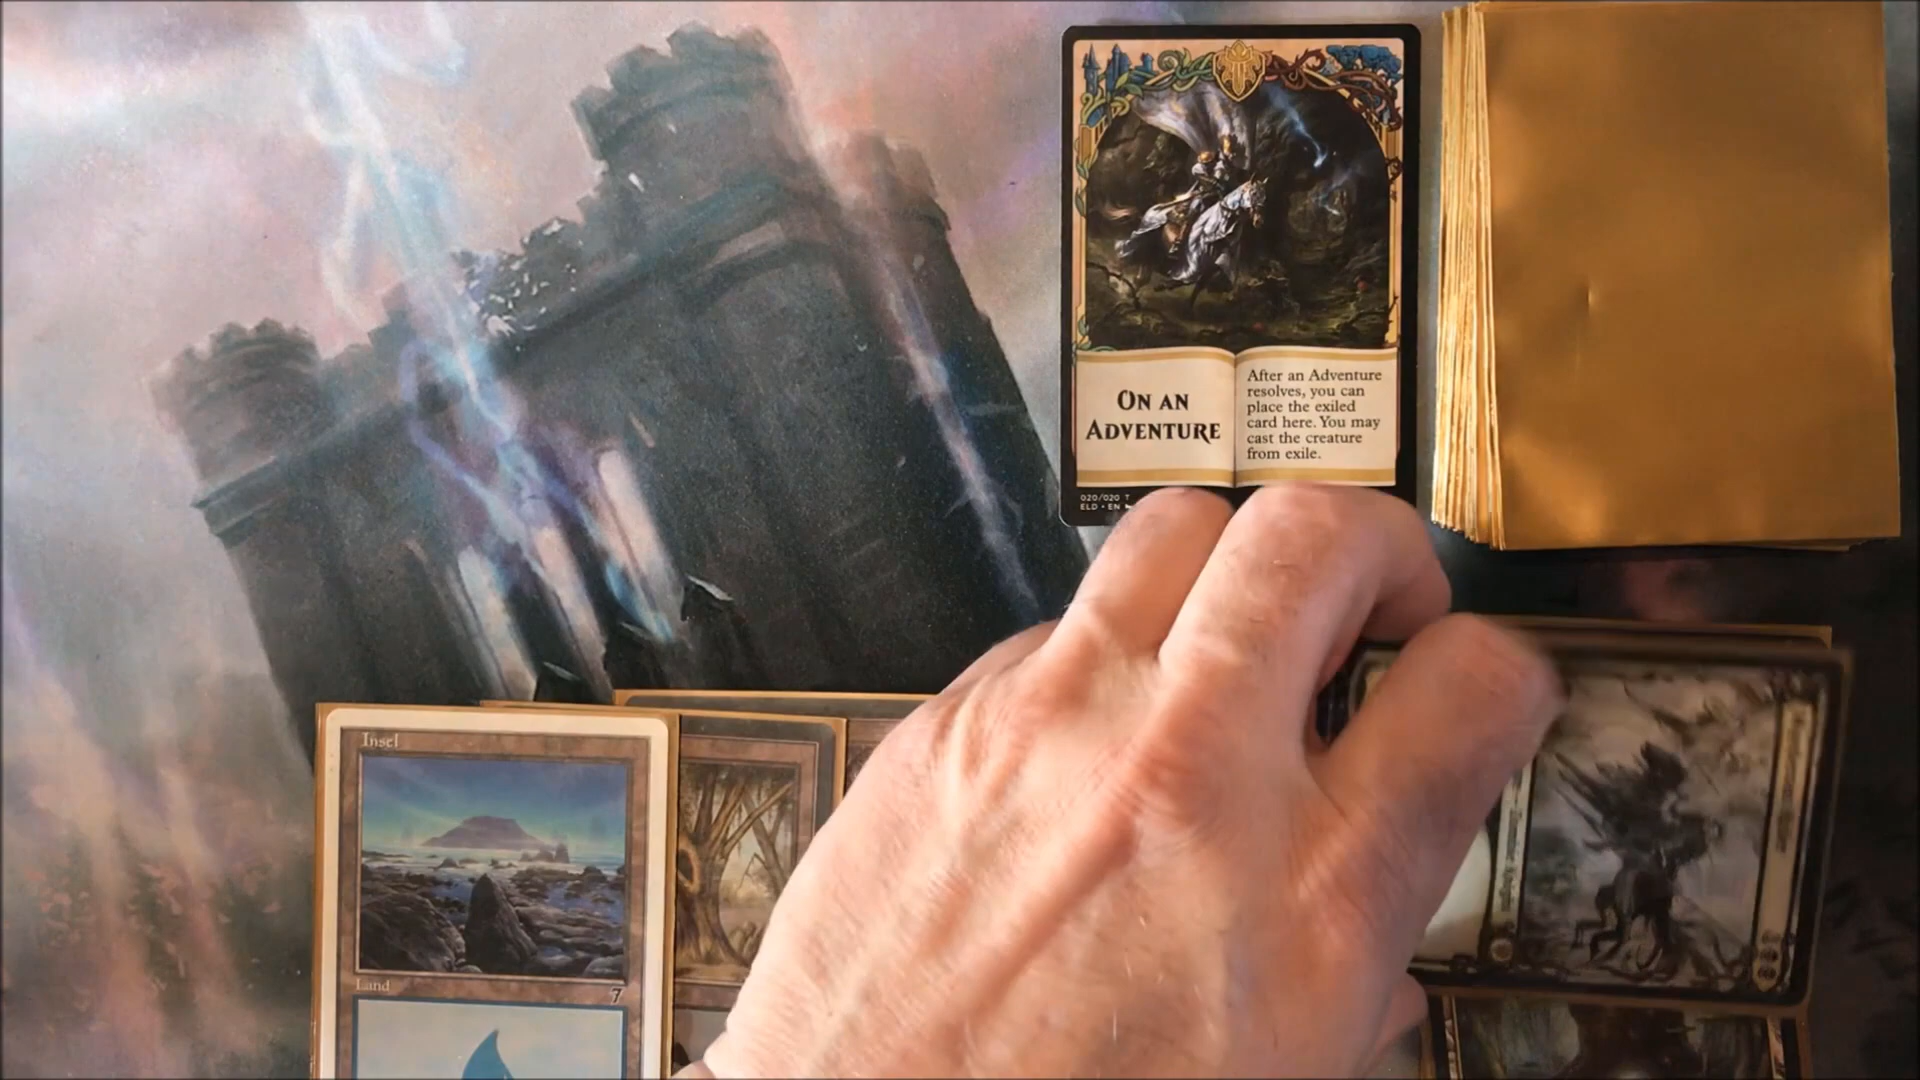 On an
Adventure
After an Adventure
resolves, you can
place the exiled
card here. You may
cast the creature
from exile.
020/020 T
ELD • EN
Insel
Land
7